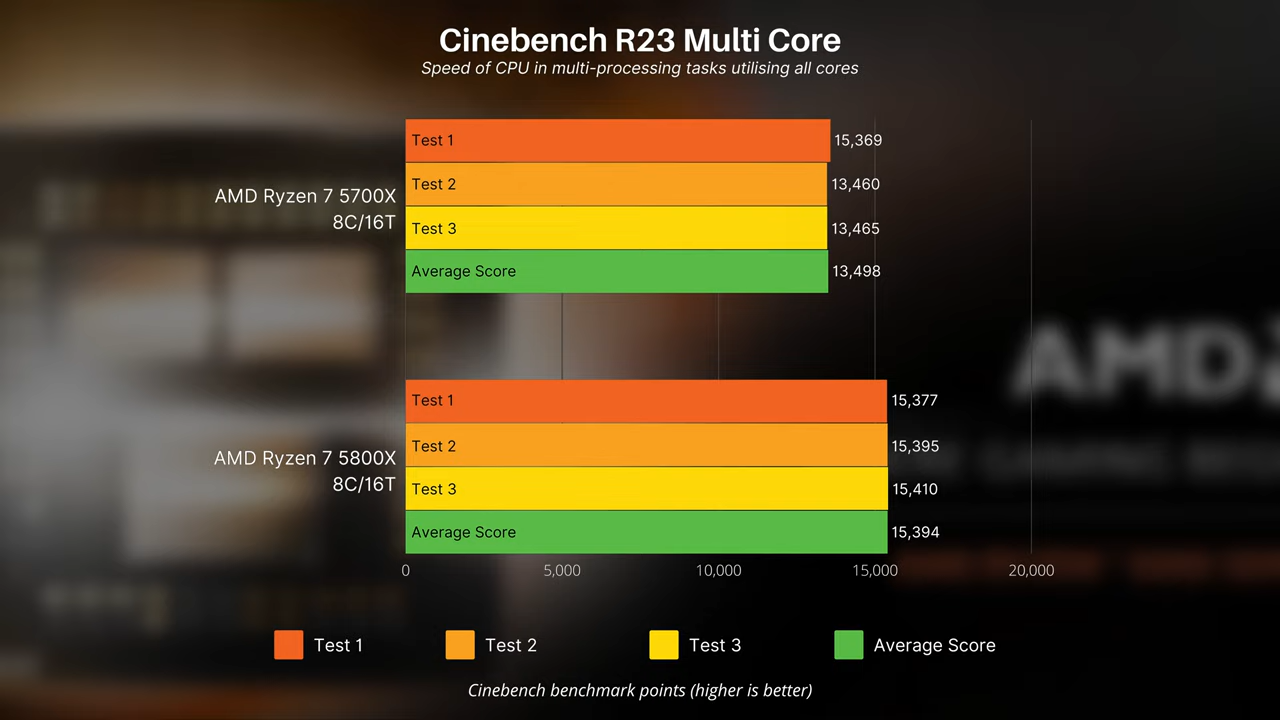 Cinebench R23 Multi Core
Speed of CPU in multi-processing tasks utilising all cores
AMD Ryzen 7 5700X
8C/16T
Test 1 15,369
Test 2 13,460
Test 3 13,465
Average Score 13,498
AMD Ryzen 7 5800X
8C/16T
Test 1 15,377
Test 2 15,395
Test 3 15,410
Average Score 15,394
0 5,000 10,000 15,000 20,000
Test 1 Test 2 Test 3 Average Score
Cinebench benchmark points (higher is better)
AMD
GAMING